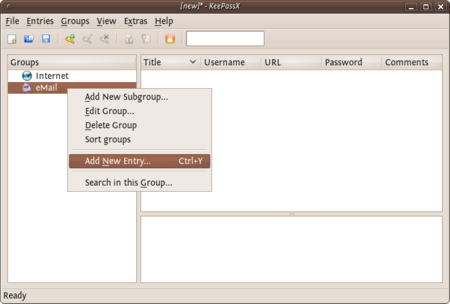 [new]* - KeePassX
File Entries Groups View Extras Help
Groups
Title Username URL Password Comments
Internet
eMail
Add New Subgroup...
Edit Group...
Delete Group
Sort groups
Add New Entry... Ctrl+Y
Search in this Group...
Ready